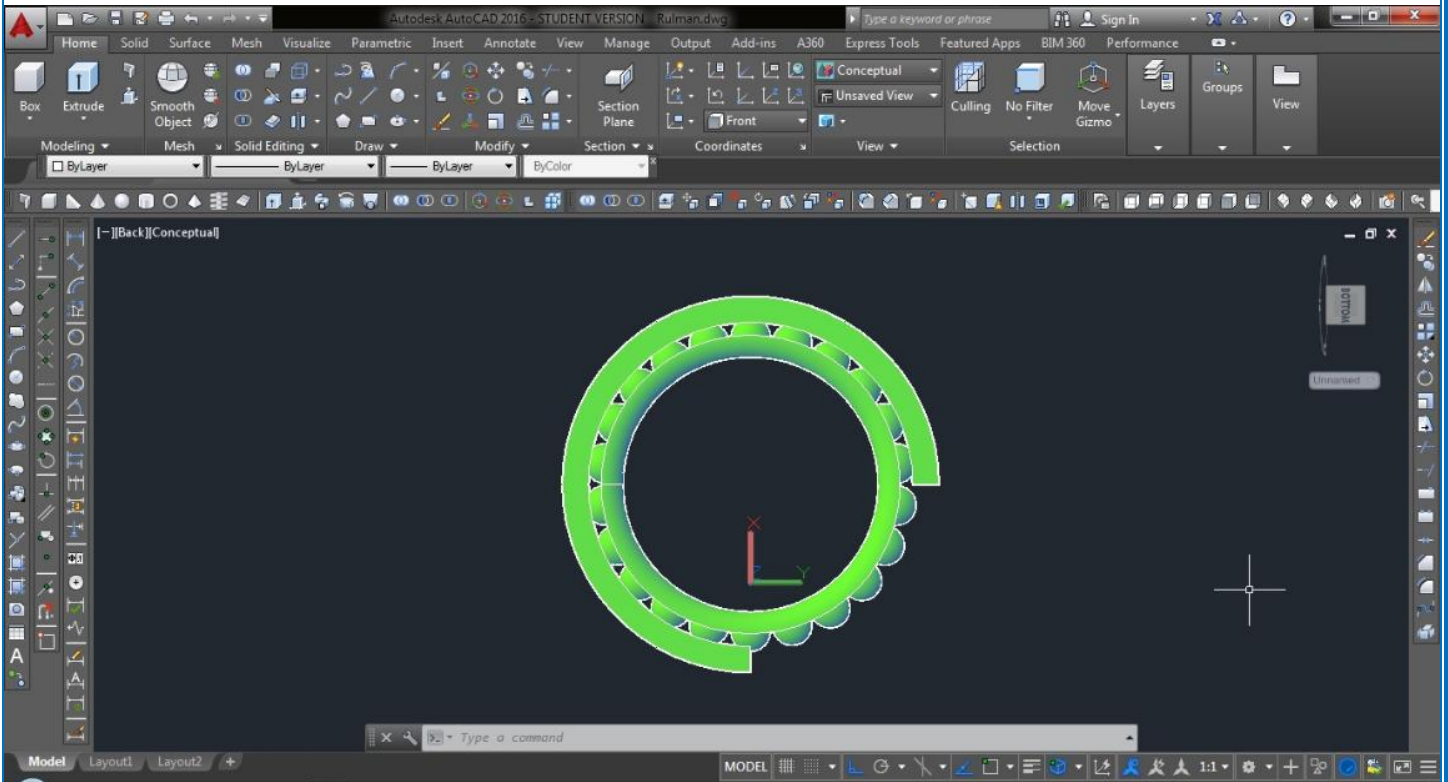 Autodesk AutoCAD 2016 - STUDENT VERSION Rulman.dwg
Type a keyword or phrase
Sign In
Home Solid Surface Mesh Visualize Parametric Insert Annotate View Manage Output Add-ins A360 Express Tools Featured Apps BIM 360 Performance
Box
Extrude
Smooth Object
Section Plane
Front
Conceptual
Unsaved View
Culling
No Filter
Move Gizmo
Layers
Groups
View
Modeling Mesh Solid Editing Draw Modify Section Coordinates View Selection
ByLayer ByLayer ByLayer ByColor
[−][Back][Conceptual]
BOTTOM
Unnamed
X
Y
A
Type a command
Model Layout1 Layout2 +
MODEL 1:1